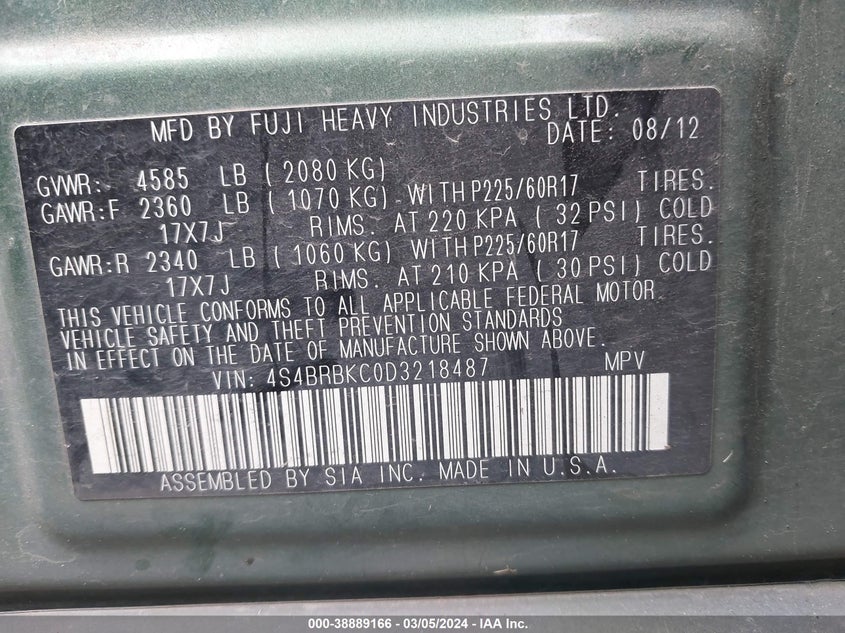 MFD BY FUJI HEAVY INDUSTRIES LTD.
DATE: 08/12
GVWR: 4585 LB ( 2080 KG)
GAWR:F 2360 LB ( 1070 KG) WITH P225/60R17 TIRES.
17X7J RIMS. AT 220 KPA ( 32 PSI) COLD
GAWR:R 2340 LB ( 1060 KG) WITH P225/60R17 TIRES.
17X7J RIMS. AT 210 KPA ( 30 PSI) COLD
THIS VEHICLE CONFORMS TO ALL APPLICABLE FEDERAL MOTOR
VEHICLE SAFETY AND THEFT PREVENTION STANDARDS
IN EFFECT ON THE DATE OF MANUFACTURE SHOWN ABOVE.
VIN: 4S4BRBKC0D3218487 MPV
ASSEMBLED BY SIA INC. MADE IN U.S.A.
000-38889166 - 03/05/2024 - IAA Inc.